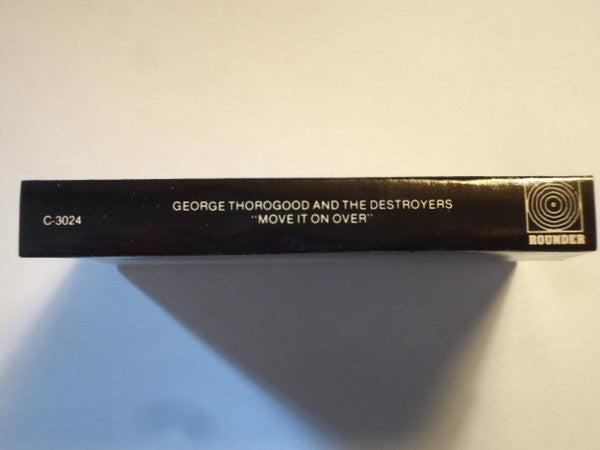 C-3024
GEORGE THOROGOOD AND THE DESTROYERS
"MOVE IT ON OVER"
ROUNDER